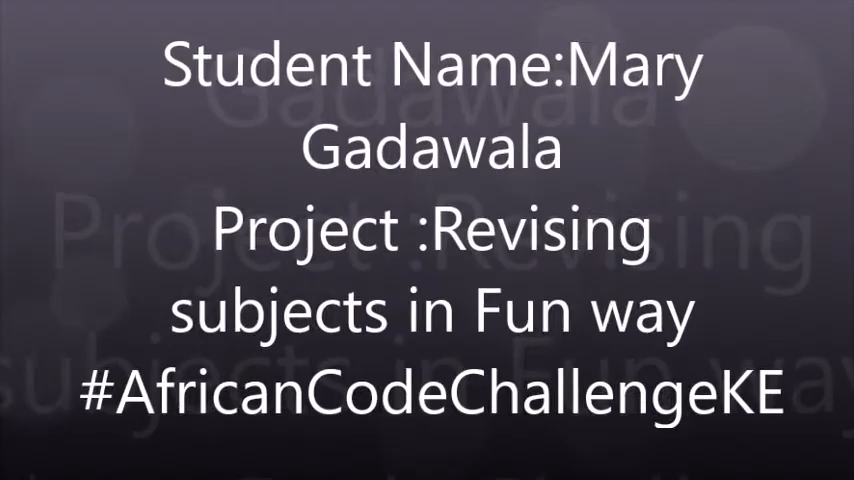 Student Name:Mary
Gadawala
Project :Revising
subjects in Fun way
#AfricanCodeChallengeKE